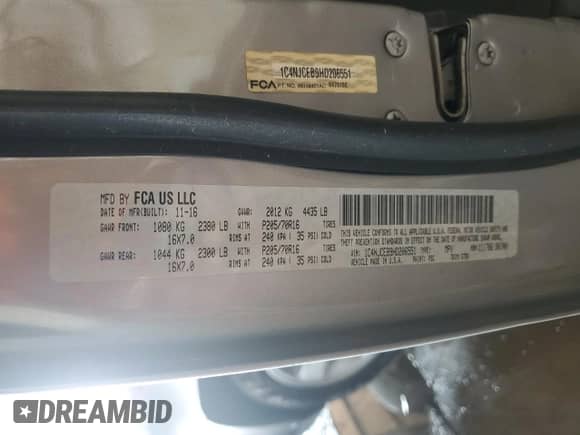 1C4NJCEB9HD206551
FCA
MFD BY FCA US LLC
DATE OF MFR(BUILT): 11-16 GVWR: 2012 KG 4435 LB
GAWR FRONT: 1080 KG 2380 LB WITH P205/70R16 TIRES
16X7.0 RIMS AT 240 KPA ( 35 PSI) COLD
GAWR REAR: 1044 KG 2300 LB WITH P205/70R16 TIRES
16X7.0 RIMS AT 240 KPA ( 35 PSI) COLD
THIS VEHICLE CONFORMS TO ALL APPLICABLE U.S.A. FEDERAL MOTOR VEHICLE SAFETY AND
THEFT PREVENTION STANDARDS IN EFFECT ON THE DATE OF MANUFACTURE SHOWN ABOVE.
VIN: 1C4NJCEB9HD206551 TYPE: MPV
MADE IN U.S.A. PAINT: PSC
DREAMBID